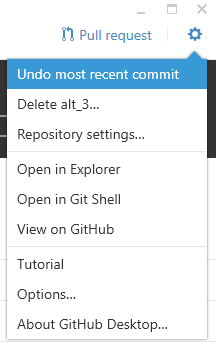 Pull request
Undo most recent commit
Delete alt_3...
Repository settings...
Open in Explorer
Open in Git Shell
View on GitHub
Tutorial
Options...
About GitHub Desktop...